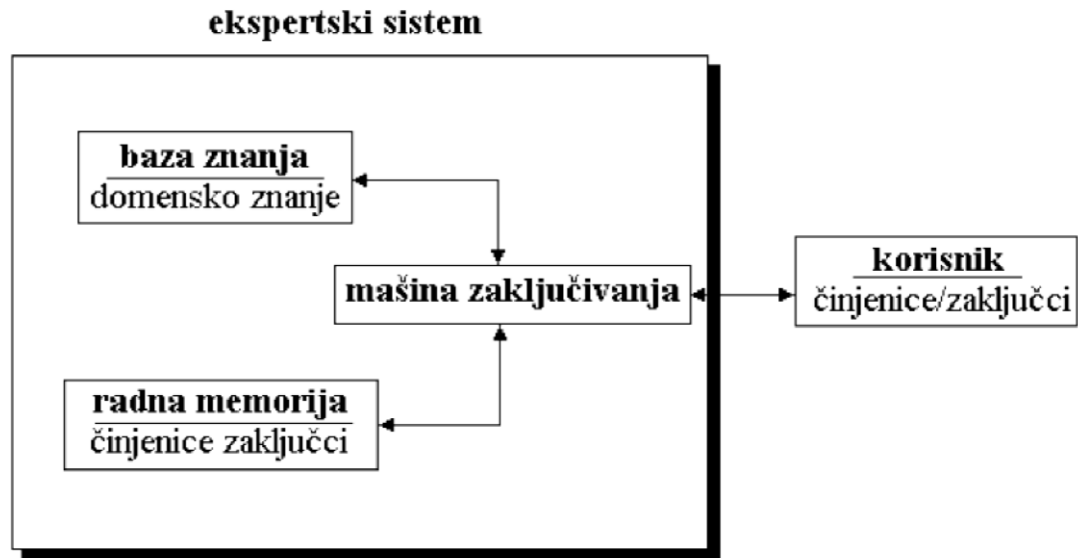 ekspertski sistem
baza znanja
domensko znanje
mašina zaključivanja
korisnik
činjenice/zaključci
radna memorija
činjenice zaključci